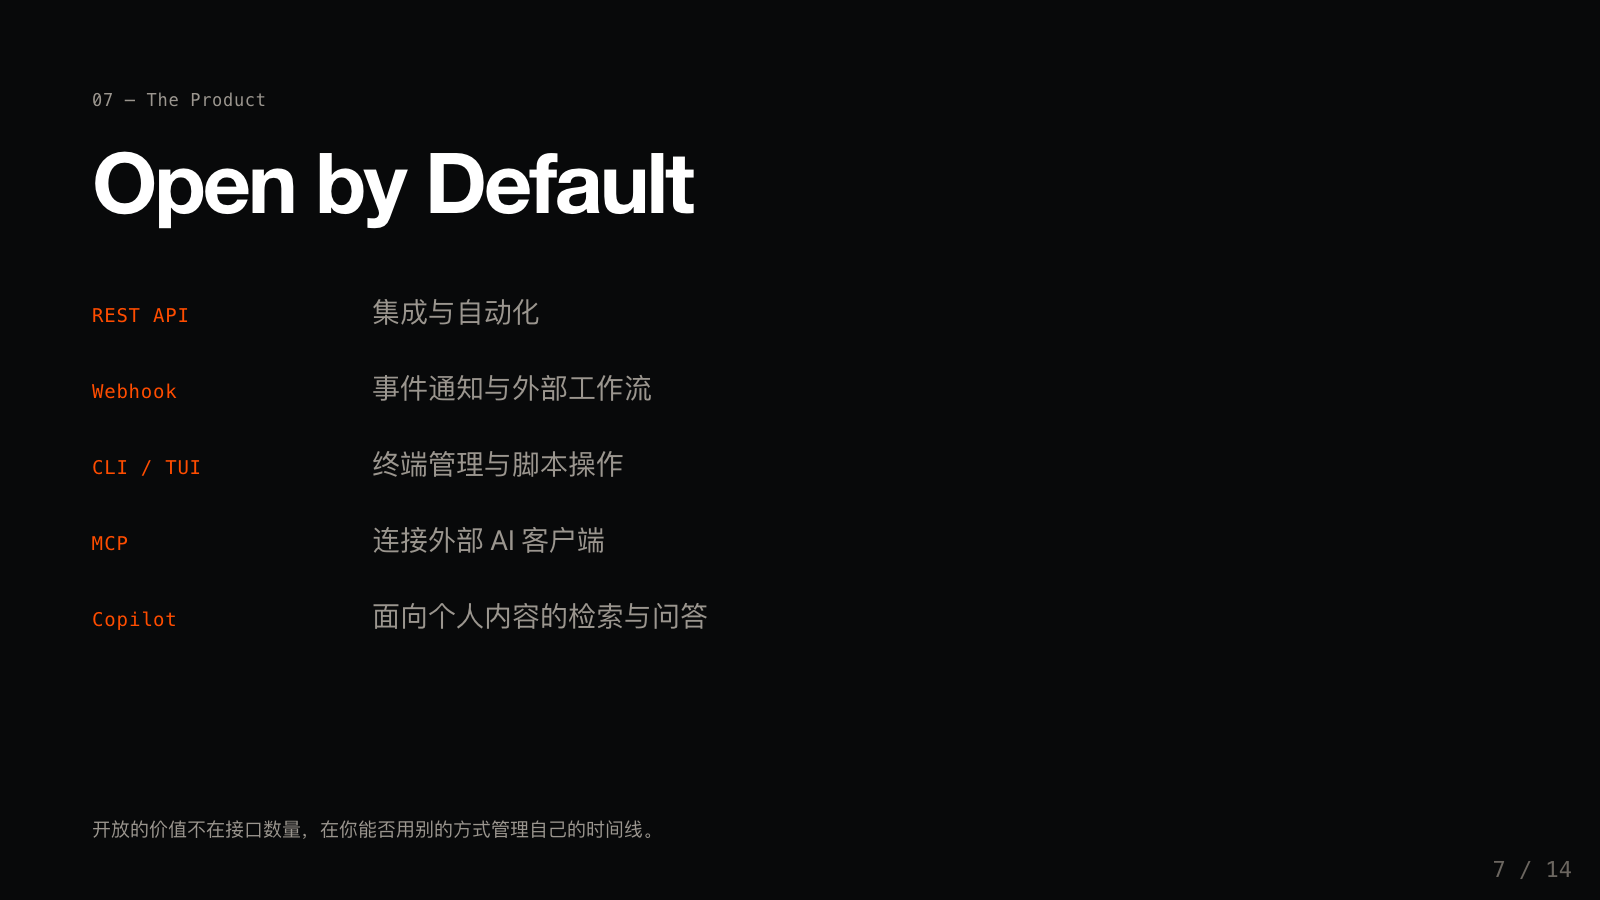 07 — The Product
Open by Default
REST API 集成与自动化
Webhook 事件通知与外部工作流
CLI / TUI 终端管理与脚本操作
MCP 连接外部 AI 客户端
Copilot 面向个人内容的检索与问答
开放的价值不在接口数量，在你能否用别的方式管理自己的时间线。
7 / 14